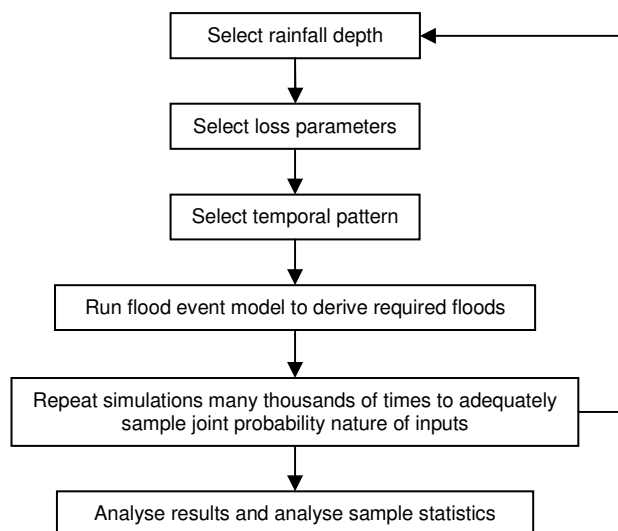 Select rainfall depth
Select loss parameters
Select temporal pattern
Run flood event model to derive required floods
Repeat simulations many thousands of times to adequately
sample joint probability nature of inputs
Analyse results and analyse sample statistics